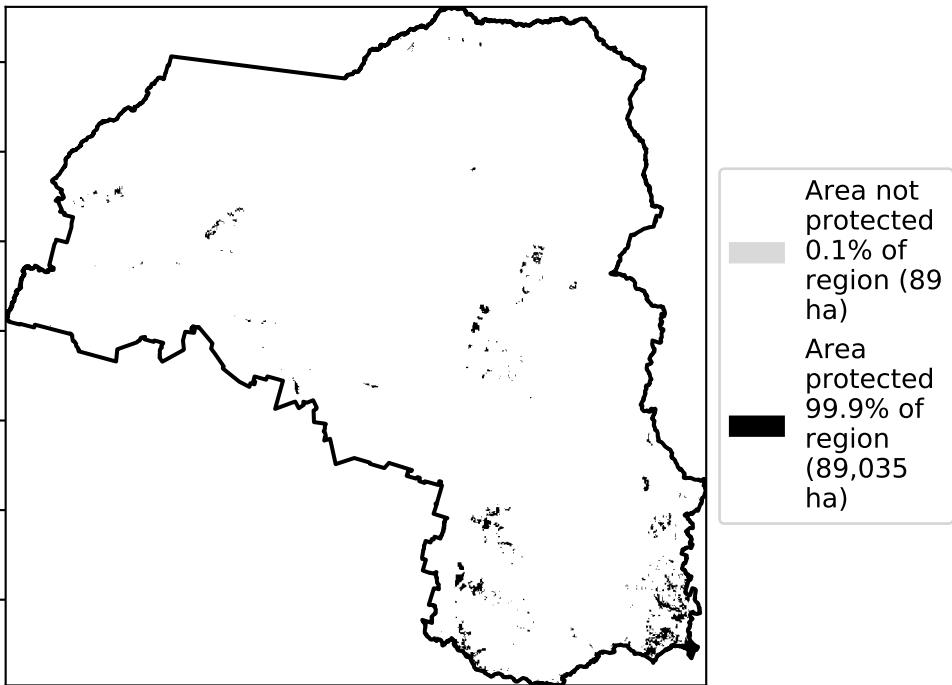 Area not
protected
0.1% of
region (89
ha)
Area
protected
99.9% of
region
(89,035
ha)